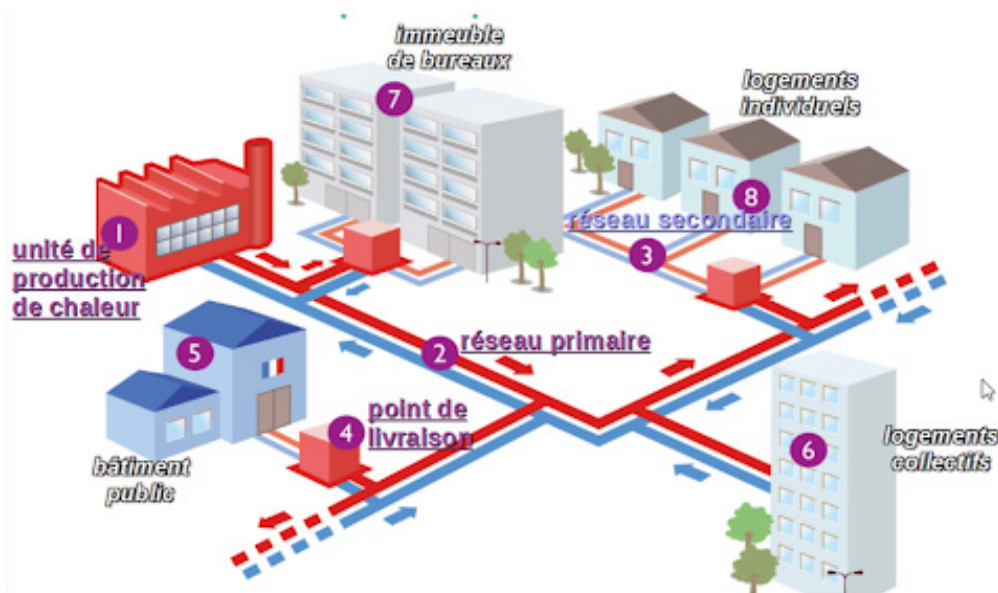 immeuble
de bureaux
7
logements
individuels
8
1
unité de
production
de chaleur
réseau secondaire
3
2
réseau primaire
5
4
point de
livraison
bâtiment
public
6
logements
collectifs